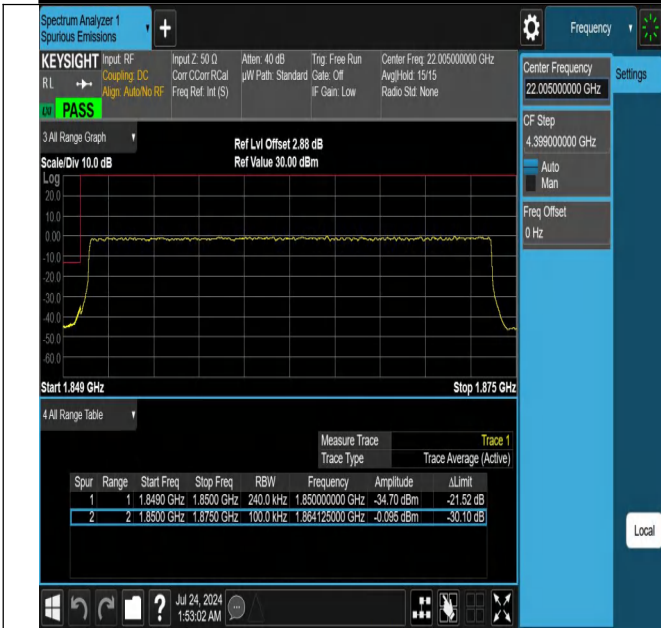 Spectrum Analyzer 1
Spurious Emissions
+
Frequency
KEYSIGHT
RL
LXI
PASS
Input: RF
Coupling: DC
Align: Auto/No RF
Input Z: 50 Ω
Corr CCorr RCal
Freq Ref: Int (S)
Atten: 40 dB
µW Path: Standard
Trig: Free Run
Gate: Off
IF Gain: Low
Center Freq: 22.005000000 GHz
Avg|Hold: 15/15
Radio Std: None
Center Frequency
22.005000000 GHz
Settings
CF Step
4.399000000 GHz
Auto
Man
Freq Offset
0 Hz
3 All Range Graph
Scale/Div 10.0 dB
Ref Lvl Offset 2.88 dB
Ref Value 30.00 dBm
Log
20.0
10.0
0.00
-10.0
-20.0
-30.0
-40.0
-50.0
-60.0
Start 1.849 GHz
Stop 1.875 GHz
4 All Range Table
Measure Trace Trace 1
Trace Type Trace Average (Active)
Spur Range Start Freq Stop Freq RBW Frequency Amplitude ΔLimit
1 1 1.8490 GHz 1.8500 GHz 240.0 kHz 1.850000000 GHz -34.70 dBm -21.52 dB
2 2 1.8500 GHz 1.8750 GHz 100.0 kHz 1.864125000 GHz -0.095 dBm -30.10 dB
Local
?
Jul 24, 2024
1:53:02 AM